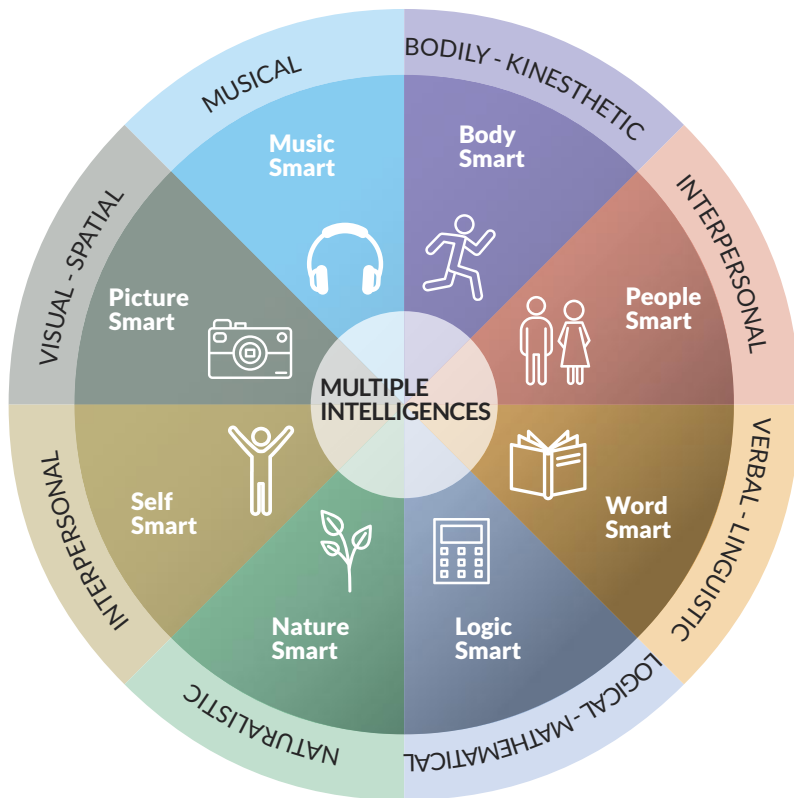 MUSICAL
BODILY - KINESTHETIC
INTERPERSONAL
VERBAL - LINGUISTIC
LOGICAL - MATHEMATICAL
NATURALISTIC
INTERPERSONAL
VISUAL - SPATIAL
Music
Smart
Body
Smart
People
Smart
Word
Smart
Logic
Smart
Nature
Smart
Self
Smart
Picture
Smart
MULTIPLE
INTELLIGENCES